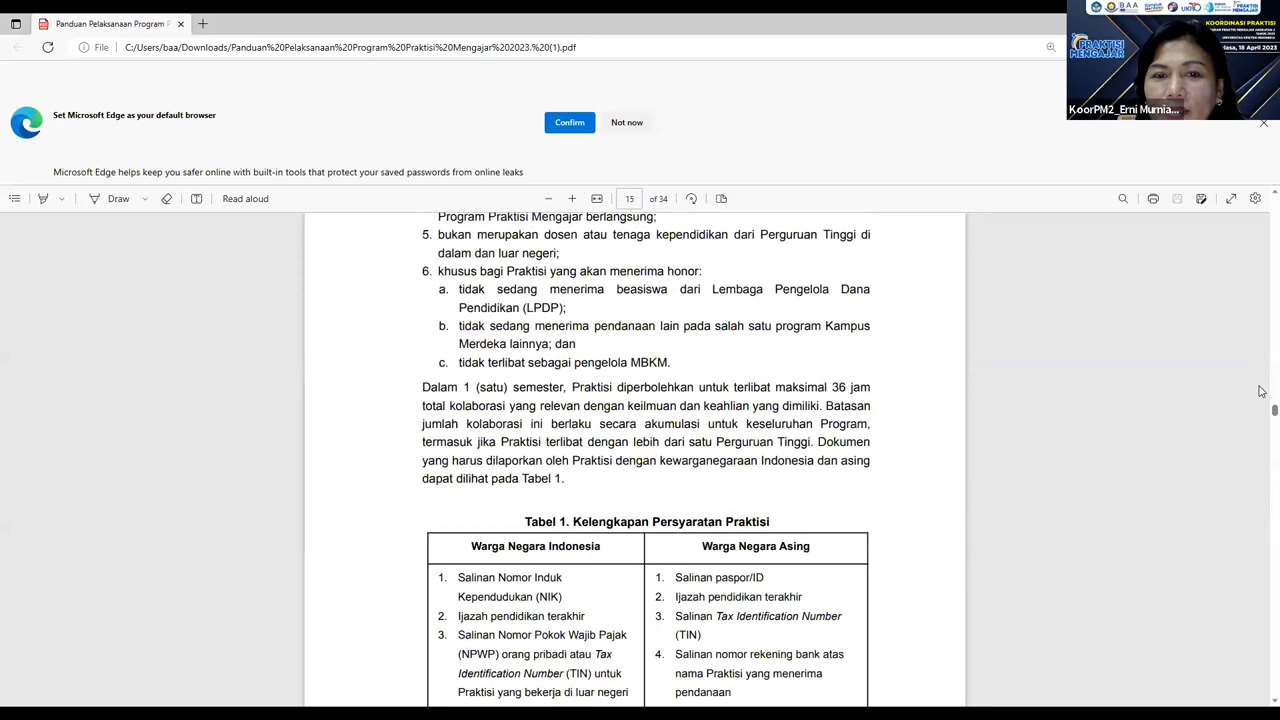 Panduan Pelaksanaan Program P
File
C:/Users/baa/Downloads/Panduan%20Pelaksanaan%20Program%20Praktisi%20Mengajar%202023.%20(1).pdf
BAA
KOORDINASI PRAKTISI
PRAKTISI MENGAJAR
18 April 2023
KoorPM2_Erni Murnia...
Set Microsoft Edge as your default browser
Confirm
Not now
Microsoft Edge helps keep you safer online with built-in tools that protect your saved passwords from online leaks
Draw
Read aloud
15 of 34
Program Praktisi Mengajar berlangsung;
5. bukan merupakan dosen atau tenaga kependidikan dari Perguruan Tinggi di
dalam dan luar negeri;
6. khusus bagi Praktisi yang akan menerima honor:
a. tidak sedang menerima beasiswa dari Lembaga Pengelola Dana
Pendidikan (LPDP);
b. tidak sedang menerima pendanaan lain pada salah satu program Kampus
Merdeka lainnya; dan
c. tidak terlibat sebagai pengelola MBKM.
Dalam 1 (satu) semester, Praktisi diperbolehkan untuk terlibat maksimal 36 jam
total kolaborasi yang relevan dengan keilmuan dan keahlian yang dimiliki. Batasan
jumlah kolaborasi ini berlaku secara akumulasi untuk keseluruhan Program,
termasuk jika Praktisi terlibat dengan lebih dari satu Perguruan Tinggi. Dokumen
yang harus dilaporkan oleh Praktisi dengan kewarganegaraan Indonesia dan asing
dapat dilihat pada Tabel 1.
Tabel 1. Kelengkapan Persyaratan Praktisi
Warga Negara Indonesia
1. Salinan Nomor Induk
Kependudukan (NIK)
2. Ijazah pendidikan terakhir
3. Salinan Nomor Pokok Wajib Pajak
(NPWP) orang pribadi atau Tax
Identification Number (TIN) untuk
Praktisi yang bekerja di luar negeri
Warga Negara Asing
1. Salinan paspor/ID
2. Ijazah pendidikan terakhir
3. Salinan Tax Identification Number
(TIN)
4. Salinan nomor rekening bank atas
nama Praktisi yang menerima
pendanaan